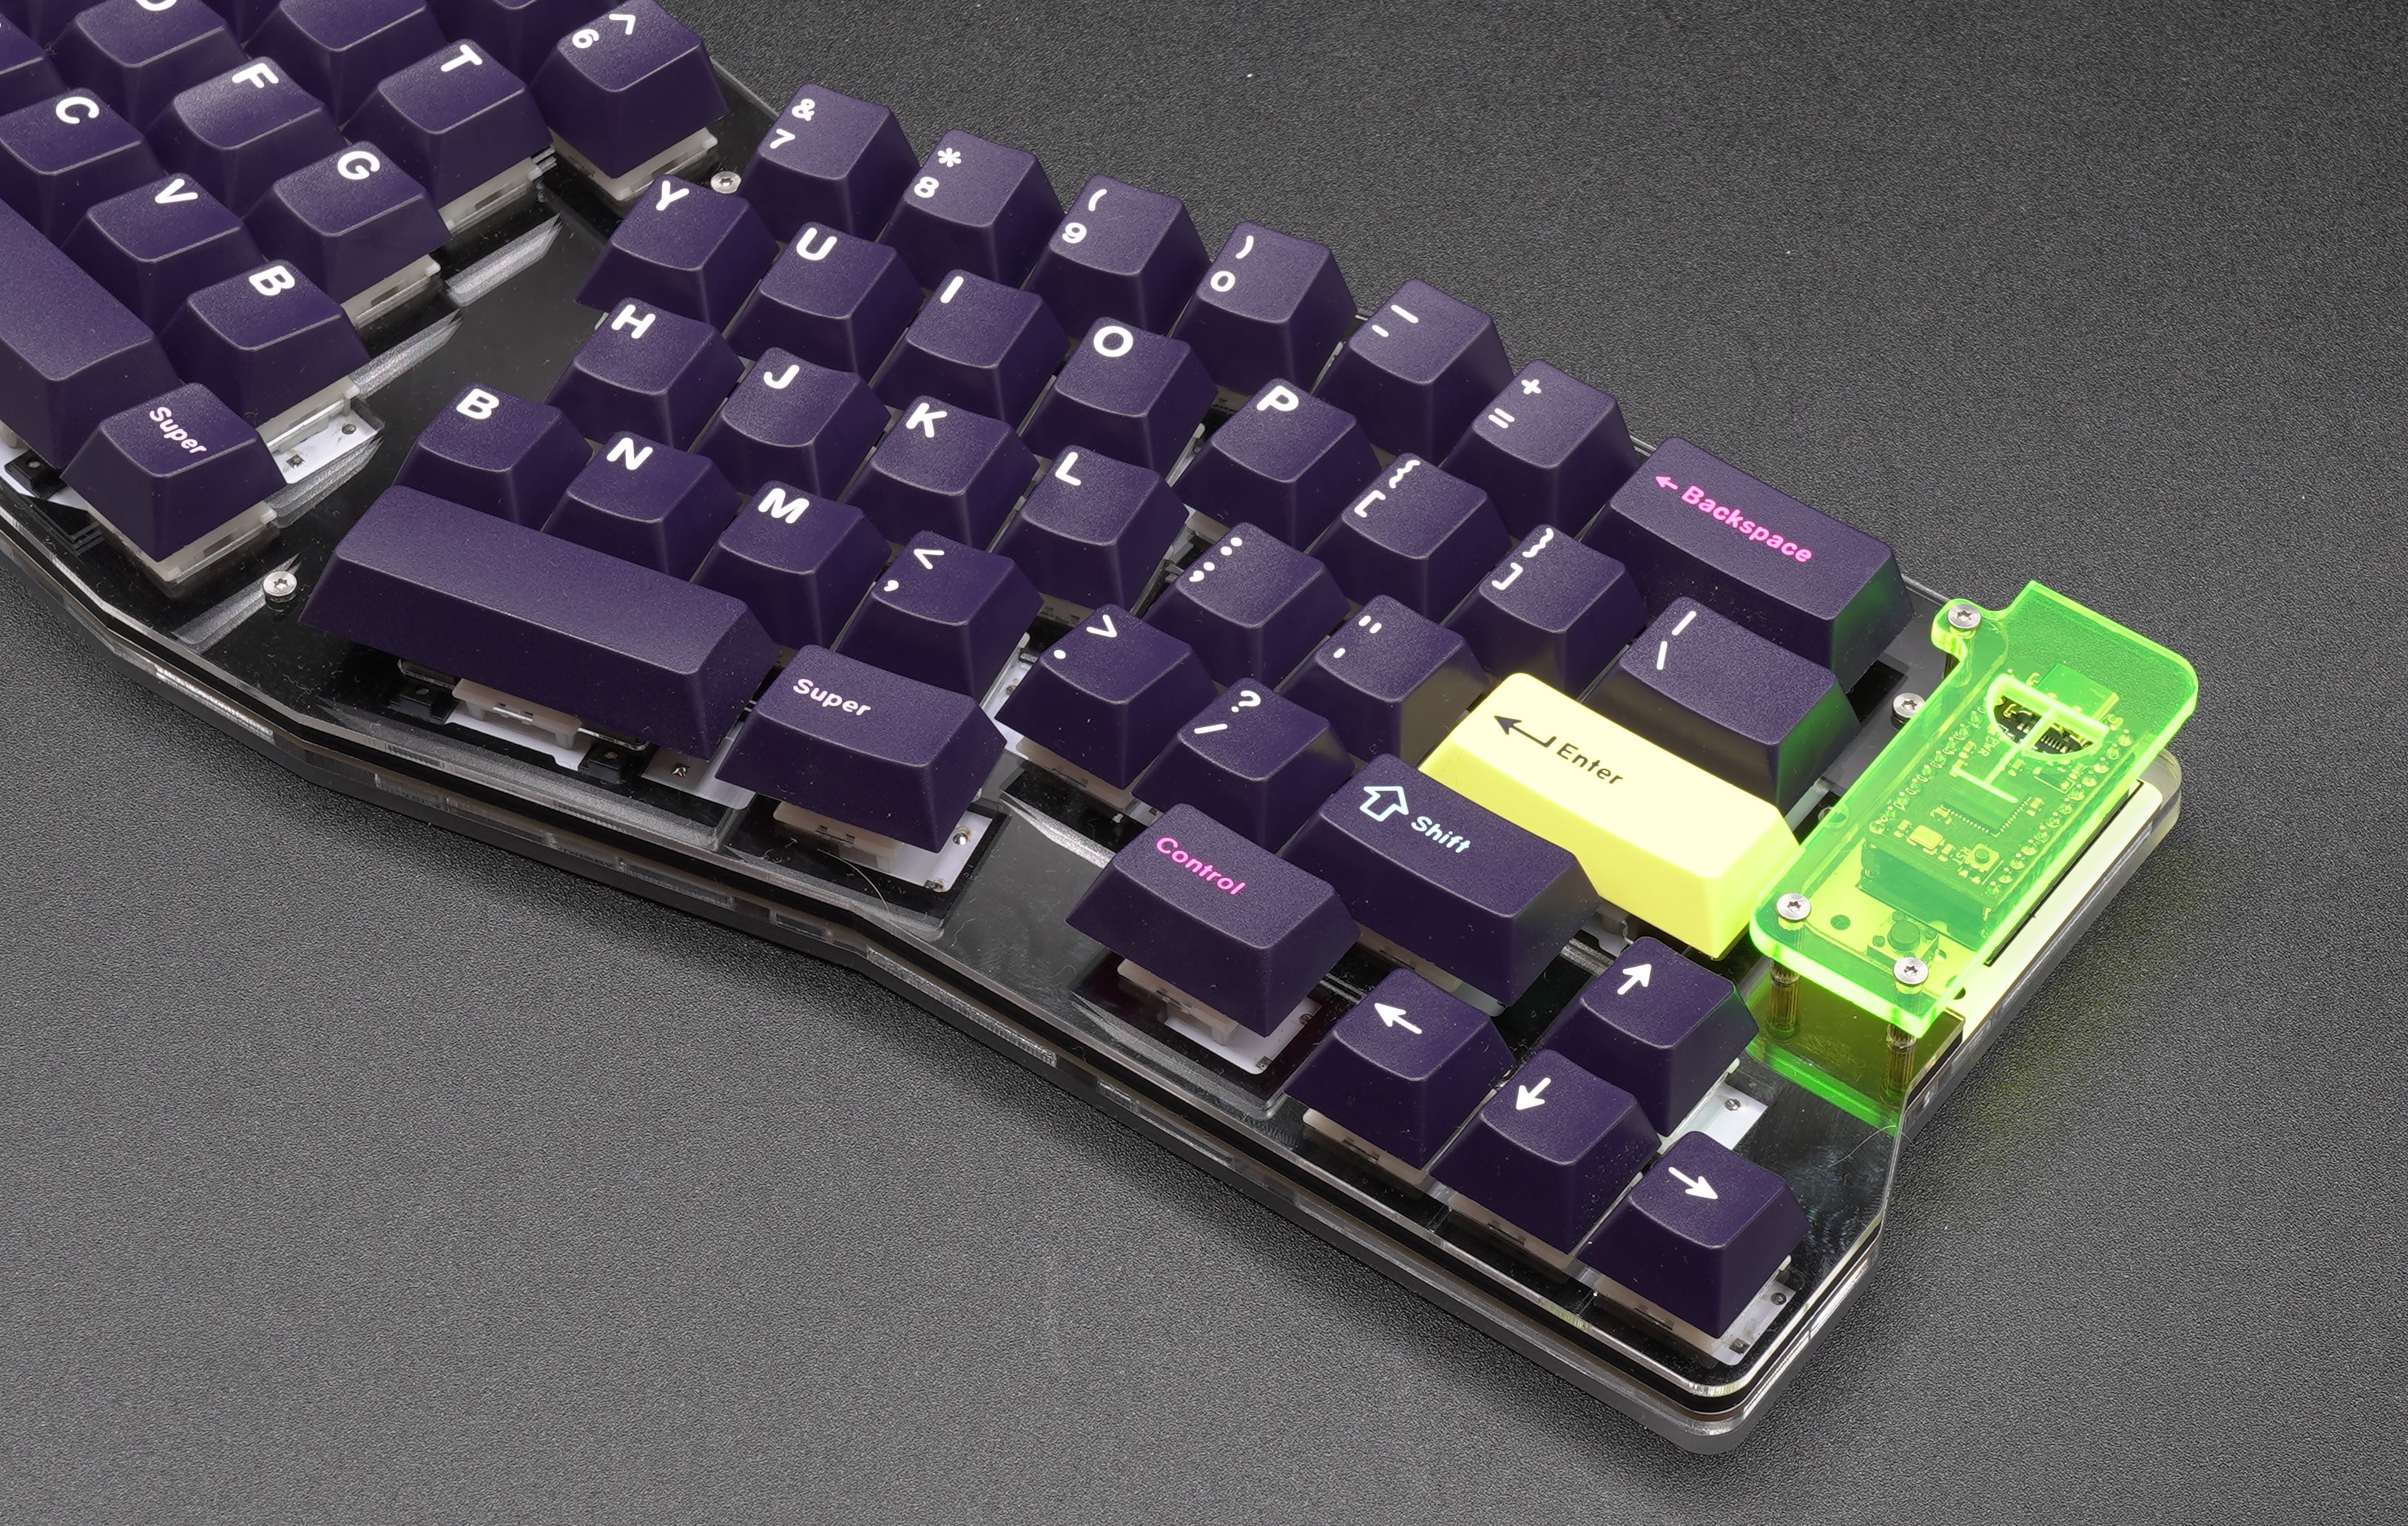 ^
6
T
F
G
C
V
B
Super
&
7
*
8
(
9
)
0
_
-
+
=
← Backspace
Y
U
I
O
P
{
[
}
]
|
\
H
J
K
L
:
;
"
'
↵ Enter
B
N
M
<
,
>
.
?
/
⇧ Shift
Super
Control
↑
←
↓
→